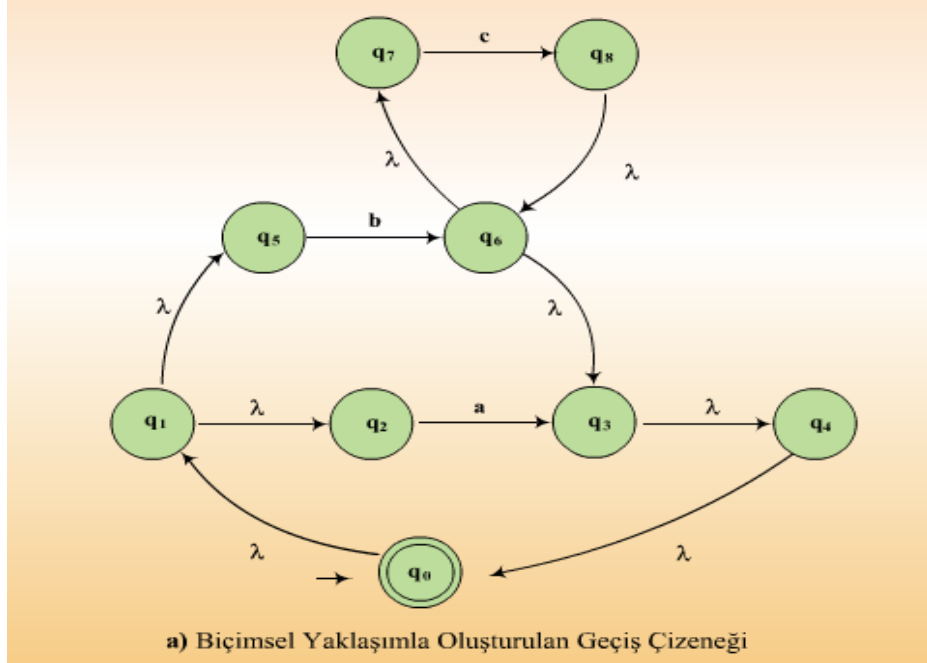 c
q₇ q₈
λ λ
b
q₅ q₆
λ λ
λ a λ
q₁ q₂ q₃ q₄
λ λ
q₀
a) Biçimsel Yaklaşımla Oluşturulan Geçiş Çizeneği